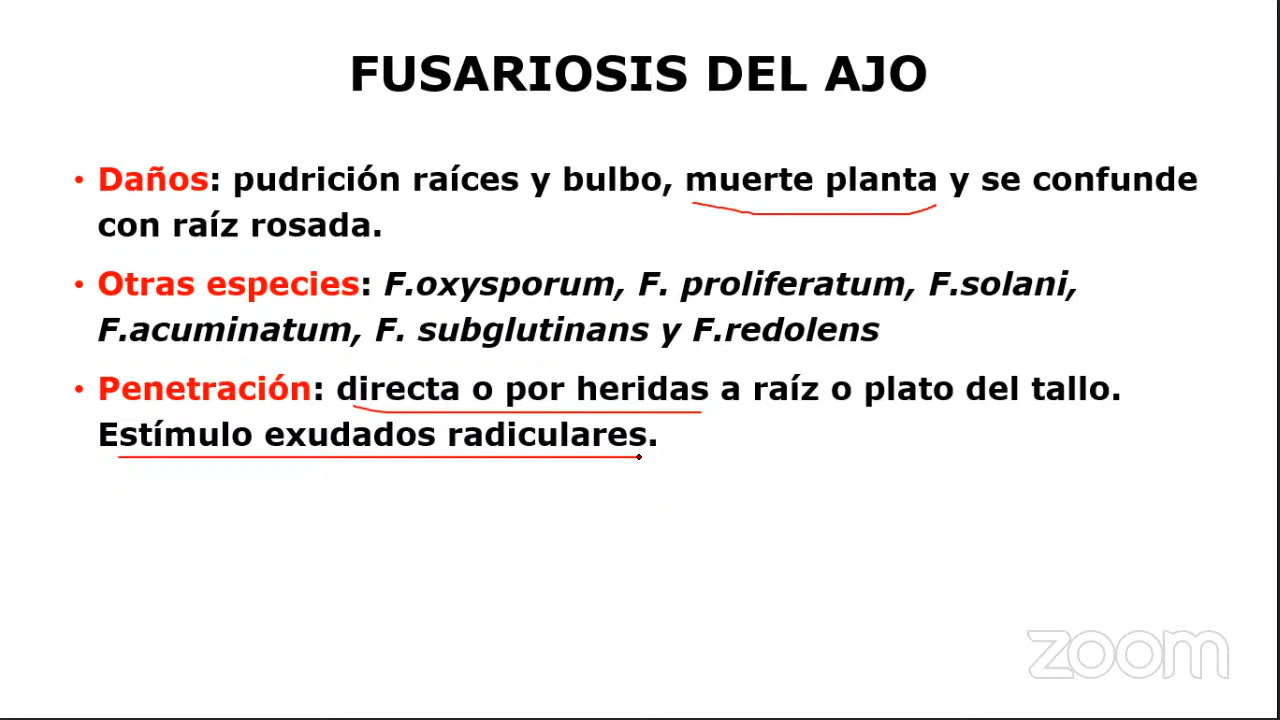 FUSARIOSIS DEL AJO
• Daños: pudrición raíces y bulbo, muerte planta y se confunde
con raíz rosada.
• Otras especies: F.oxysporum, F. proliferatum, F.solani,
F.acuminatum, F. subglutinans y F.redolens
• Penetración: directa o por heridas a raíz o plato del tallo.
Estímulo exudados radiculares.
zoom